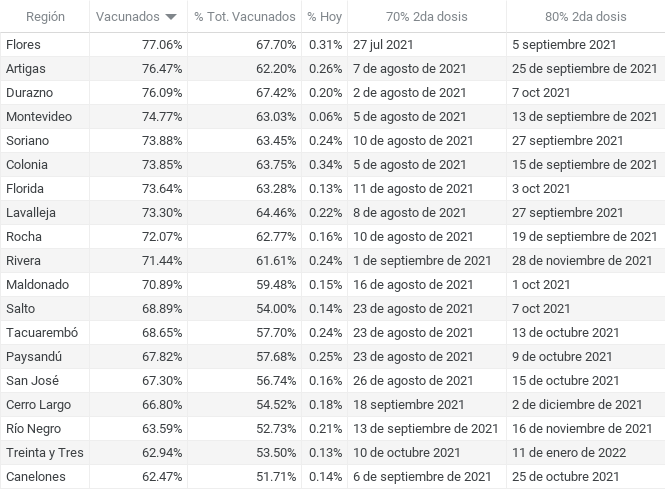 Región Vacunados % Tot. Vacunados % Hoy 70% 2da dosis 80% 2da dosis
Flores 77.06% 67.70% 0.31% 27 jul 2021 5 septiembre 2021
Artigas 76.47% 62.20% 0.26% 7 de agosto de 2021 25 de septiembre de 2021
Durazno 76.09% 67.42% 0.20% 2 de agosto de 2021 7 oct 2021
Montevideo 74.77% 63.03% 0.06% 5 de agosto de 2021 13 de septiembre de 2021
Soriano 73.88% 63.45% 0.24% 10 de agosto de 2021 27 septiembre 2021
Colonia 73.85% 63.75% 0.34% 5 de agosto de 2021 15 de septiembre de 2021
Florida 73.64% 63.28% 0.13% 11 de agosto de 2021 3 oct 2021
Lavalleja 73.30% 64.46% 0.22% 8 de agosto de 2021 27 septiembre 2021
Rocha 72.07% 62.77% 0.16% 10 de agosto de 2021 19 de septiembre de 2021
Rivera 71.44% 61.61% 0.24% 1 de septiembre de 2021 28 de noviembre de 2021
Maldonado 70.89% 59.48% 0.15% 16 de agosto de 2021 1 oct 2021
Salto 68.89% 54.00% 0.14% 23 de agosto de 2021 7 oct 2021
Tacuarembó 68.65% 57.70% 0.24% 23 de agosto de 2021 13 de octubre 2021
Paysandú 67.82% 57.68% 0.25% 23 de agosto de 2021 9 de octubre 2021
San José 67.30% 56.74% 0.16% 26 de agosto de 2021 15 de octubre 2021
Cerro Largo 66.80% 54.52% 0.18% 18 septiembre 2021 2 de diciembre de 2021
Río Negro 63.59% 52.73% 0.21% 13 de septiembre de 2021 16 de noviembre de 2021
Treinta y Tres 62.94% 53.50% 0.13% 10 de octubre 2021 11 de enero de 2022
Canelones 62.47% 51.71% 0.14% 6 de septiembre de 2021 25 de octubre 2021